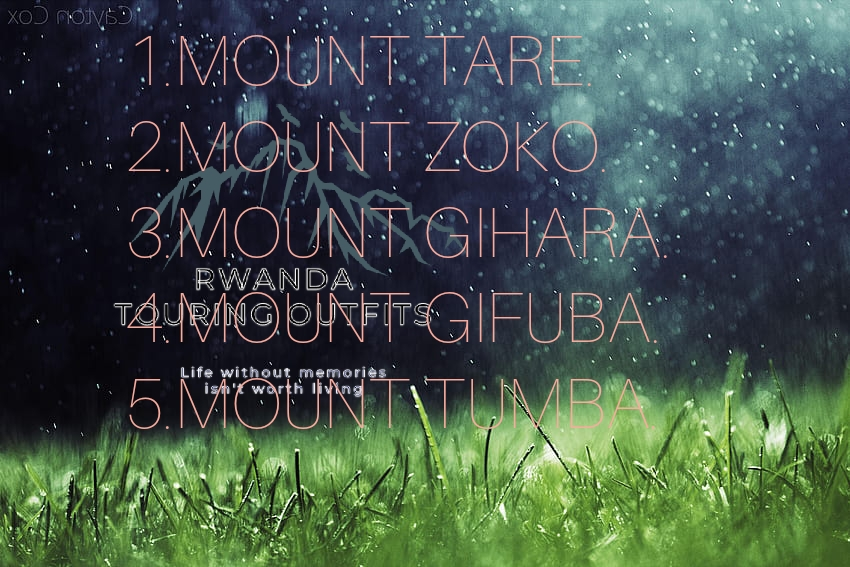 Cayton Cox
1.MOUNT TARE.
2.MOUNT ZOKO.
3.MOUNT GIHARA.
RWANDA
TOURING OUTFITS
4.MOUNT GIFUBA.
Life without memories
isn't worth living
5.MOUNT TUMBA.